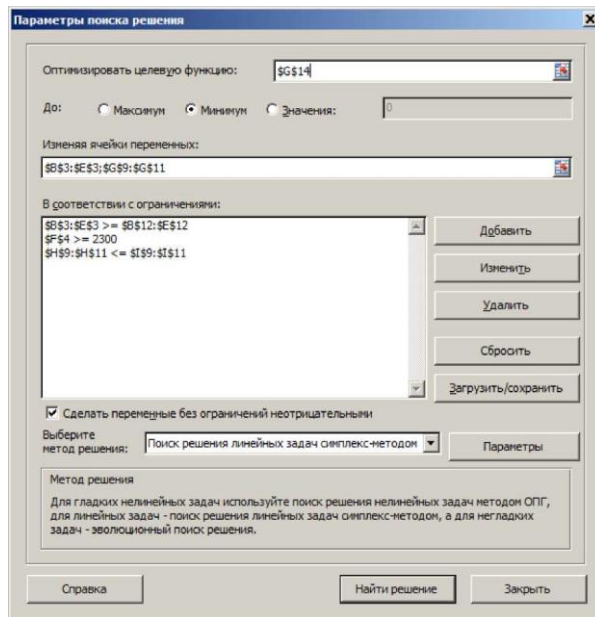 Параметры поиска решения
Оптимизировать целевую функцию: $G$14
До: Максимум Минимум Значения: 0
Изменяя ячейки переменных:
$B$3:$E$3;$G$9:$G$11
В соответствии с ограничениями:
$B$3:$E$3 >= $B$12:$E$12
$F$4 >= 2300
$H$9:$H$11 <= $I$9:$I$11
Добавить
Изменить
Удалить
Сбросить
Загрузить/сохранить
Сделать переменные без ограничений неотрицательными
Выберите
метод решения: Поиск решения линейных задач симплекс-методом Параметры
Метод решения
Для гладких нелинейных задач используйте поиск решения нелинейных задач методом ОПГ,
для линейных задач - поиск решения линейных задач симплекс-методом, а для негладких
задач - эволюционный поиск решения.
Справка Найти решение Закрыть